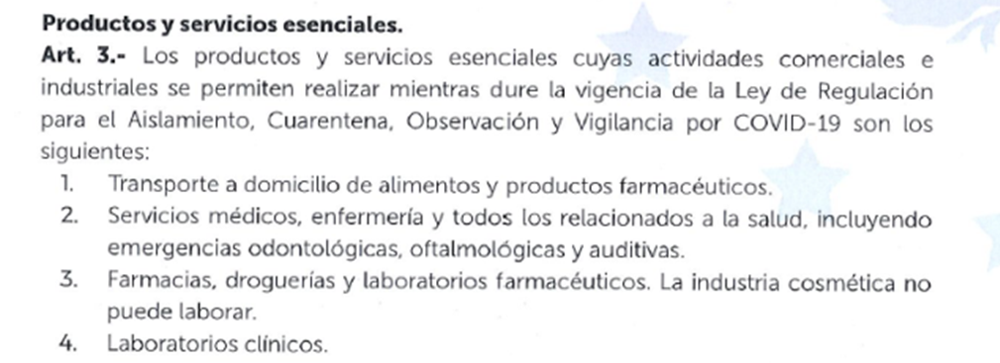 Productos y servicios esenciales.
Art. 3.- Los productos y servicios esenciales cuyas actividades comerciales e
industriales se permiten realizar mientras dure la vigencia de la Ley de Regulación
para el Aislamiento, Cuarentena, Observación y Vigilancia por COVID-19 son los
siguientes:
1. Transporte a domicilio de alimentos y productos farmacéuticos.
2. Servicios médicos, enfermería y todos los relacionados a la salud, incluyendo
emergencias odontológicas, oftalmológicas y auditivas.
3. Farmacias, droguerías y laboratorios farmacéuticos. La industria cosmética no
puede laborar.
4. Laboratorios clínicos.